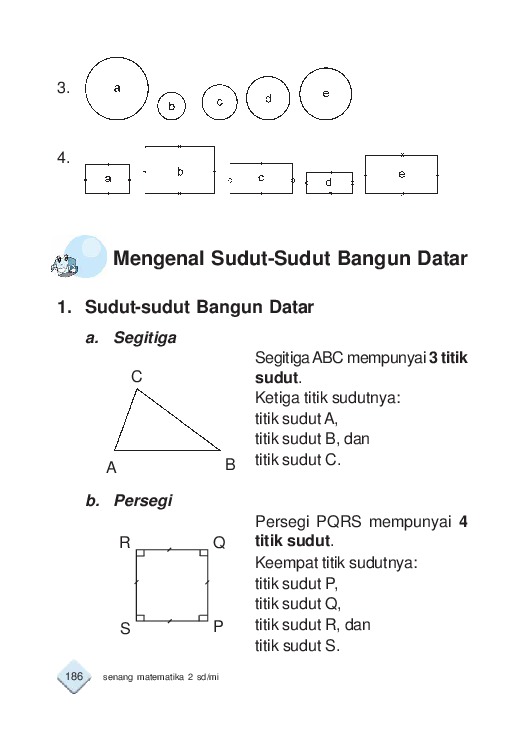 3. a b c d e
4. a b c d e
Mengenal Sudut-Sudut Bangun Datar
1. Sudut-sudut Bangun Datar
a. Segitiga
C
A B
Segitiga ABC mempunyai 3 titik
sudut.
Ketiga titik sudutnya:
titik sudut A,
titik sudut B, dan
titik sudut C.
b. Persegi
R Q
S P
Persegi PQRS mempunyai 4
titik sudut.
Keempat titik sudutnya:
titik sudut P,
titik sudut Q,
titik sudut R, dan
titik sudut S.
186 senang matematika 2 sd/mi